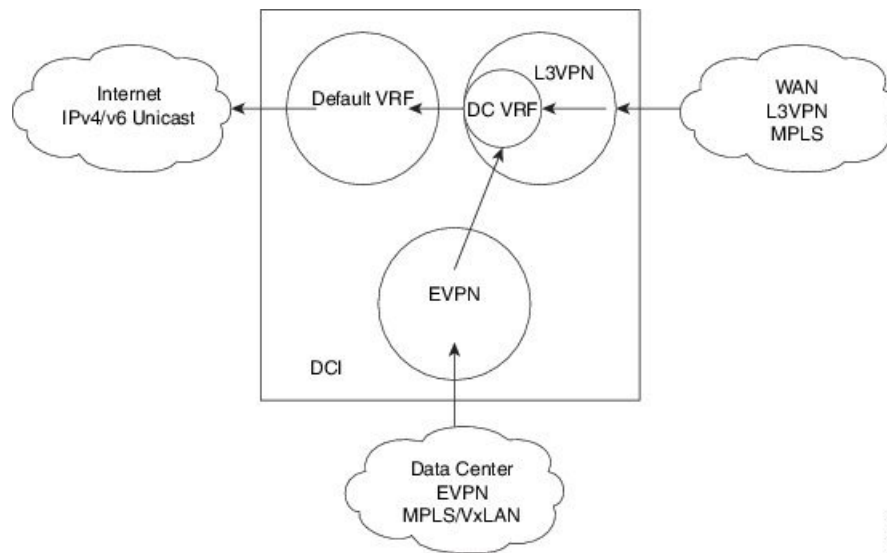 Internet
IPv4/v6 Unicast
Default VRF
L3VPN
DC VRF
WAN
L3VPN
MPLS
EVPN
DCI
Data Center
EVPN
MPLS/VxLAN